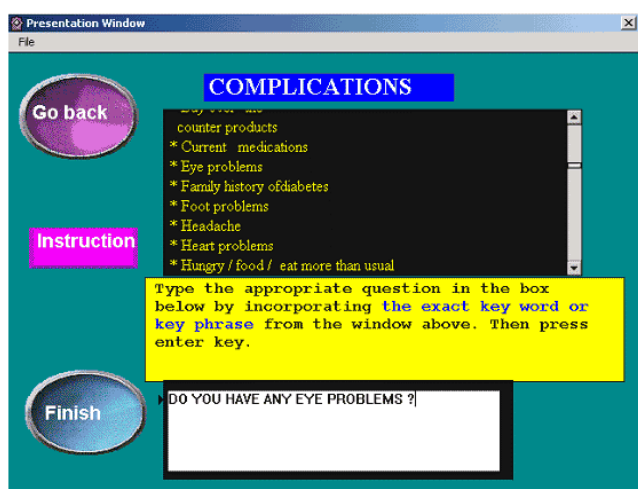 Presentation Window
File
COMPLICATIONS
Go back
counter products
* Current medications
* Eye problems
* Family history ofdiabetes
* Foot problems
* Headache
* Heart problems
* Hungry / food / eat more than usual
Instruction
Type the appropriate question in the box
below by incorporating the exact key word or
key phrase from the window above. Then press
enter key.
DO YOU HAVE ANY EYE PROBLEMS ?
Finish